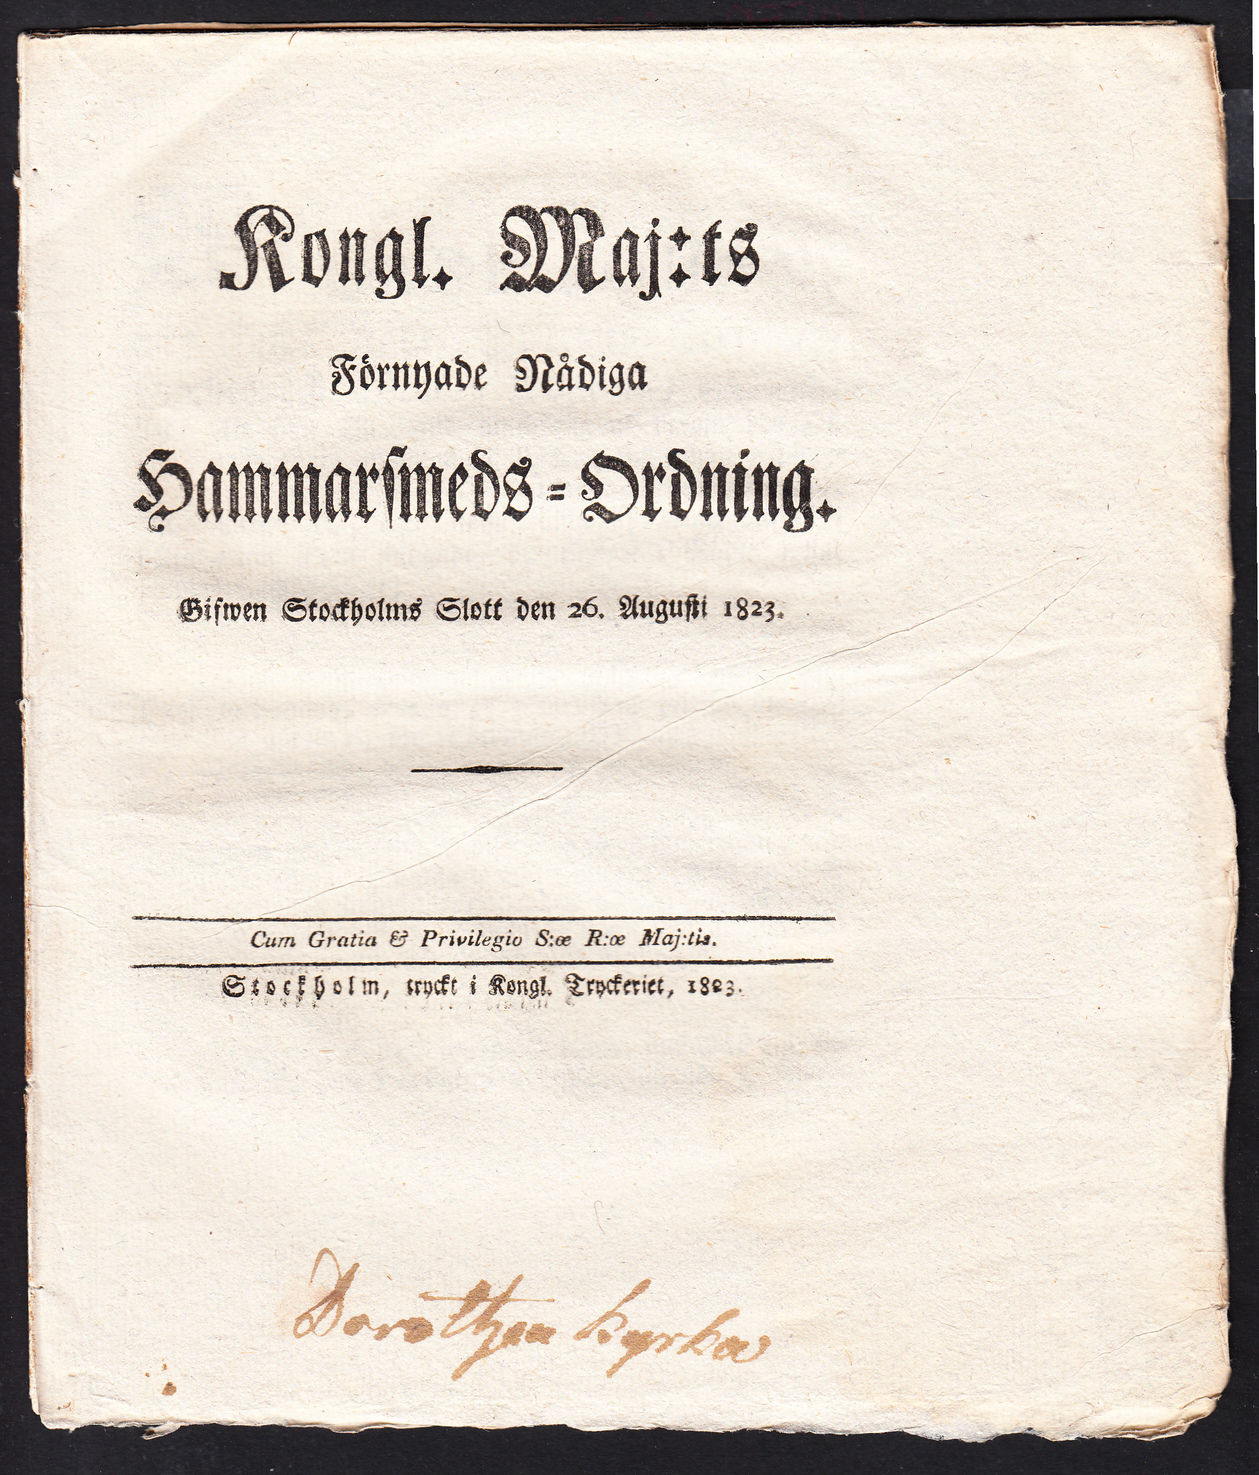 Kongl. Maj:ts
Förnyade Nådiga
Hammarsmeds-Ordning.
Gifwen Stockholms Slott den 26. Augusti 1823.
Cum Gratia & Privilegio S:æ R:æ Maj:tis.
Stockholm, tryckt i Kongl. Tryckeriet, 1823.
Dorothea kyrka